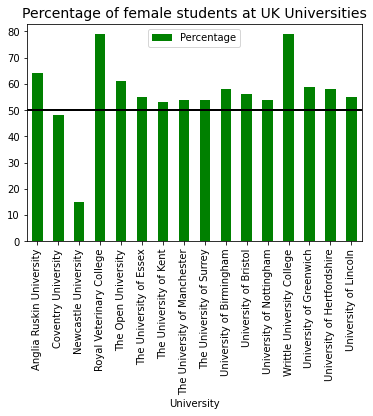 Percentage of female students at UK Universities
Percentage
80
70
60
50
40
30
20
10
0
Anglia Ruskin University
Coventry University
Newcastle University
Royal Veterinary College
The Open University
The University of Essex
The University of Kent
The University of Manchester
The University of Surrey
University of Birmingham
University of Bristol
University of Nottingham
Writtle University College
University of Greenwich
University of Hertfordshire
University of Lincoln
University